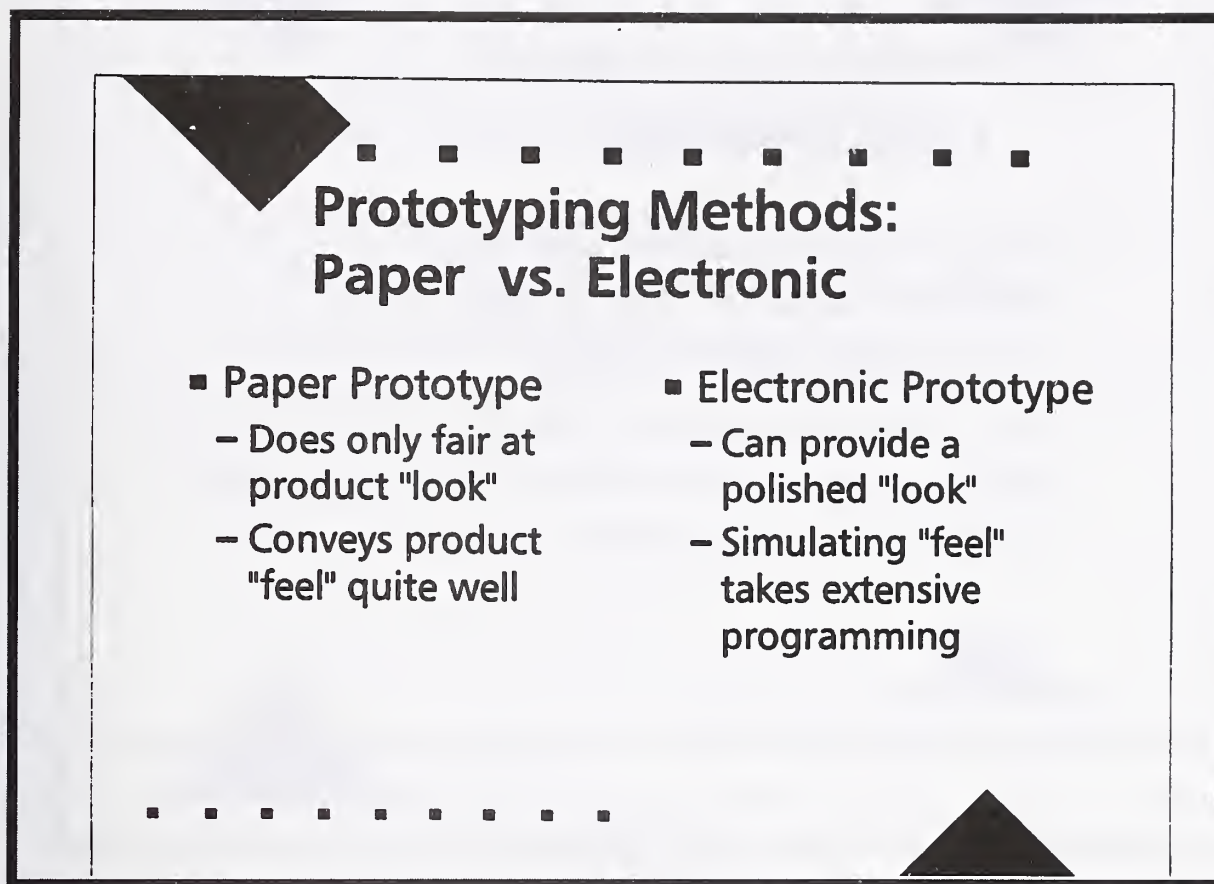 Prototyping Methods:
Paper vs. Electronic
▪ Paper Prototype
– Does only fair at
product "look"
– Conveys product
"feel" quite well
▪ Electronic Prototype
– Can provide a
polished "look"
– Simulating "feel"
takes extensive
programming